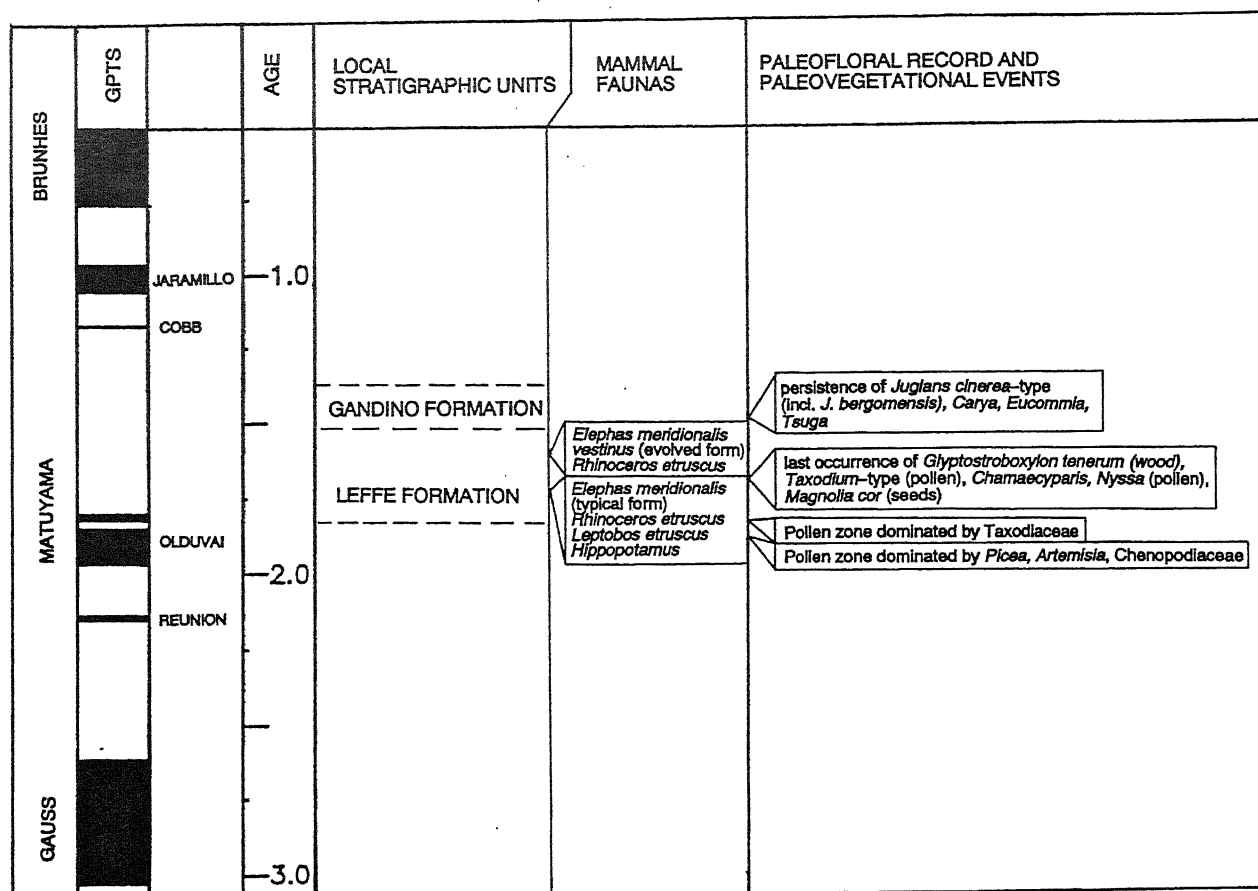 GPTS
AGE
LOCAL
STRATIGRAPHIC UNITS
MAMMAL
FAUNAS
PALEOFLORAL RECORD AND
PALEOVEGETATIONAL EVENTS
BRUNHES
MATUYAMA
GAUSS
JARAMILLO
COBB
OLDUVAI
REUNION
1.0
2.0
3.0
GANDINO FORMATION
LEFFE FORMATION
Elephas meridionalis
vestinus (evolved form)
Rhinoceros etruscus
Elephas meridionalis
(typical form)
Rhinoceros etruscus
Leptobos etruscus
Hippopotamus
persistence of Juglans cinerea-type
(incl. J. bergomensis), Carya, Eucommia,
Tsuga
last occurrence of Glyptostroboxylon tenerum (wood),
Taxodium-type (pollen), Chamaecyparis, Nyssa (pollen),
Magnolia cor (seeds)
Pollen zone dominated by Taxodiaceae
Pollen zone dominated by Picea, Artemisia, Chenopodiaceae